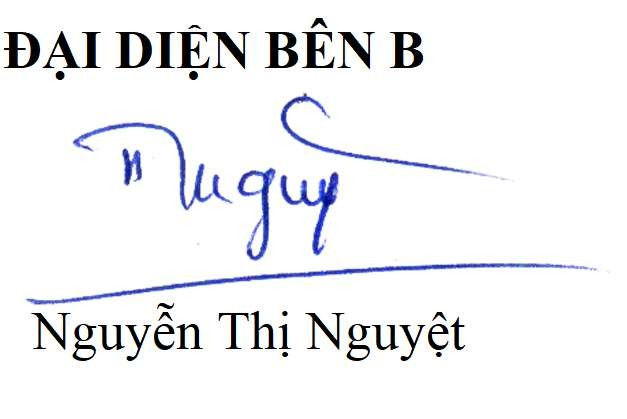 ĐẠI DIỆN BÊN B
Nguyễn Thị Nguyệt